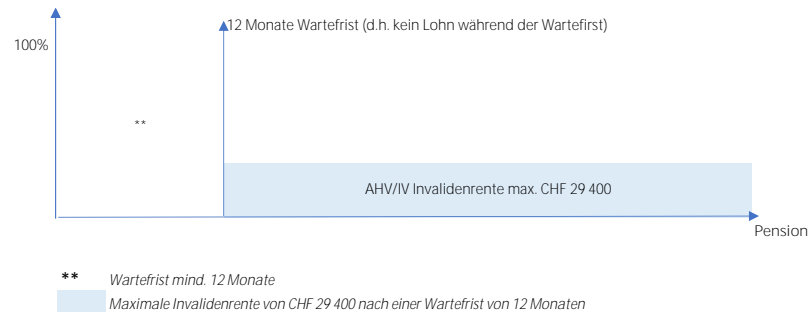 12 Monate Wartefrist (d.h. kein Lohn während der Wartefirst)
100%
**
AHV/IV Invalidenrente max. CHF 29 400
Pension
** Wartefrist mind. 12 Monate
Maximale Invalidenrente von CHF 29 400 nach einer Wartefrist von 12 Monaten